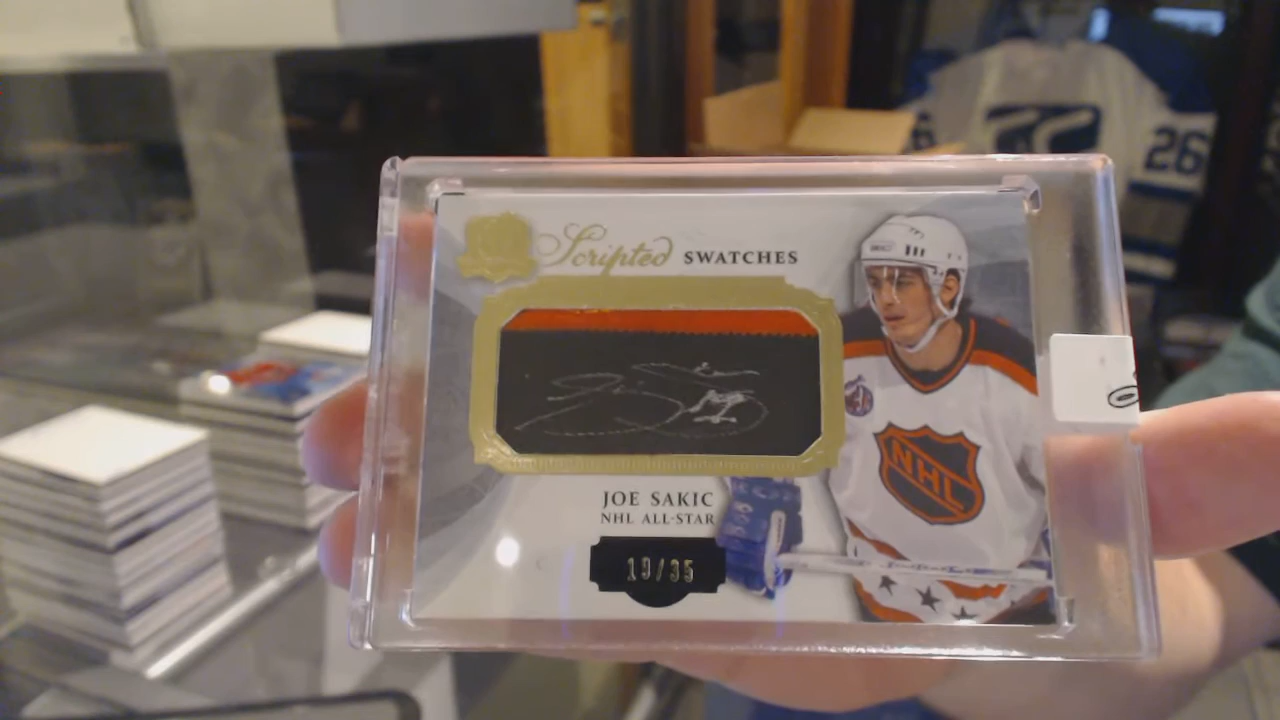 Scripted SWATCHES
JOE SAKIC
NHL ALL-STAR
19/35
NHL
26